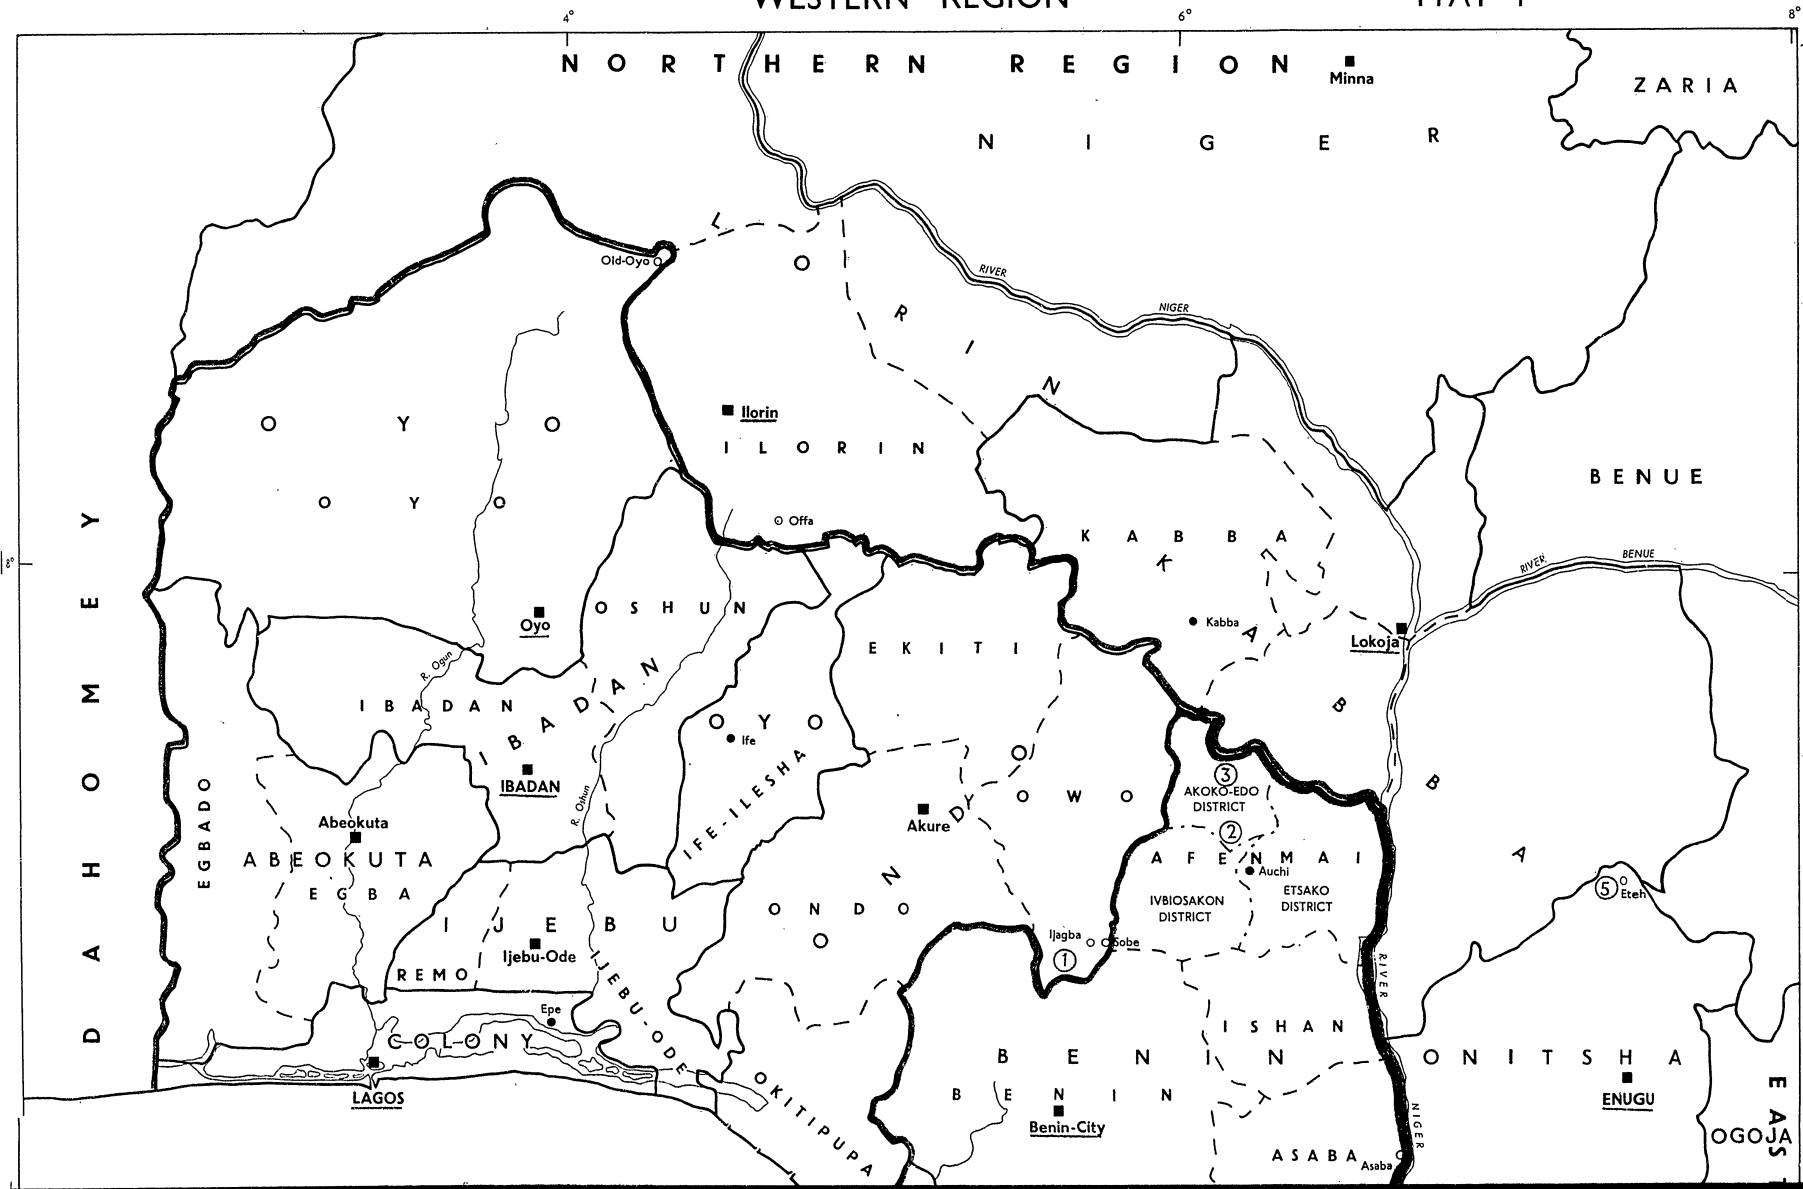 WESTERN REGION
4°
6°
8°
NORTHERN REGION
Minna
ZARIA
NIGER
Old-Oyo
ILORIN
RIVER
NIGER
OYO
Ilorin
ILORIN
BENUE
OYO
Offa
8°
KABBA
KABBA
RIVER
BENUE
OSHUN
Oyo
Kabba
Lokoja
EKITI
R. Ogun
IBADAN
IBADAN
OYO
Ife
IBADAN
DAHOMEY
EGBADO
R. Oshun
IFE-ILESHA
OWO
3
AKOKO-EDO
DISTRICT
Abeokuta
Akure
2
ABEOKUTA
AFENMAI
Auchi
EGBA
ONDO
5
Eteh
IVBIOSAKON
DISTRICT
ETSAKO
DISTRICT
IJEBU
ONDO
Ijagba
Sobe
Ijebu-Ode
1
REMO
RIVER
IJEBU-ODE
Epe
COLONY
ISHAN
BENIN
ONITSHA
LAGOS
OKITIPUPA
BENIN
Benin-City
ENUGU
NIGER
EAS
OGOJA
ASABA
Asaba